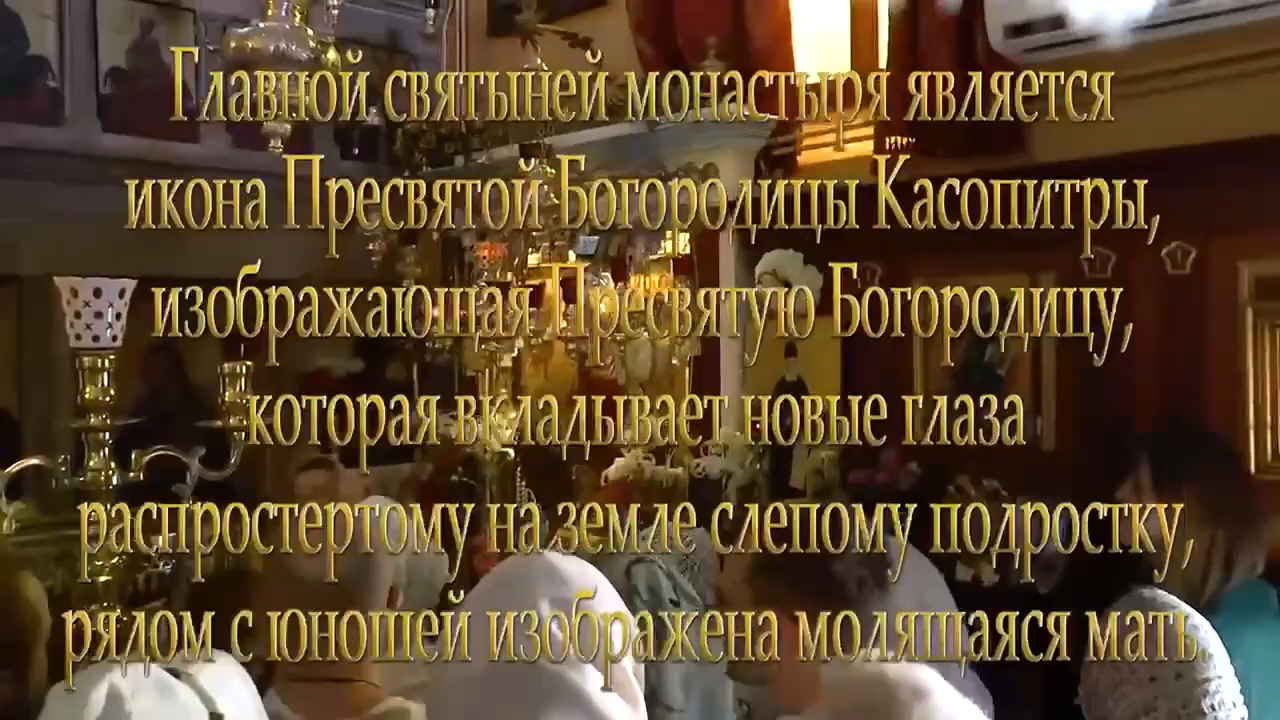 Главной святыней монастыря является
икона Пресвятой Богородицы Касопитры,
изображающая Пресвятую Богородицу,
которая вкладывает новые глаза
распростертому на земле слепому подростку,
рядом с юношей изображена молящаяся мать.